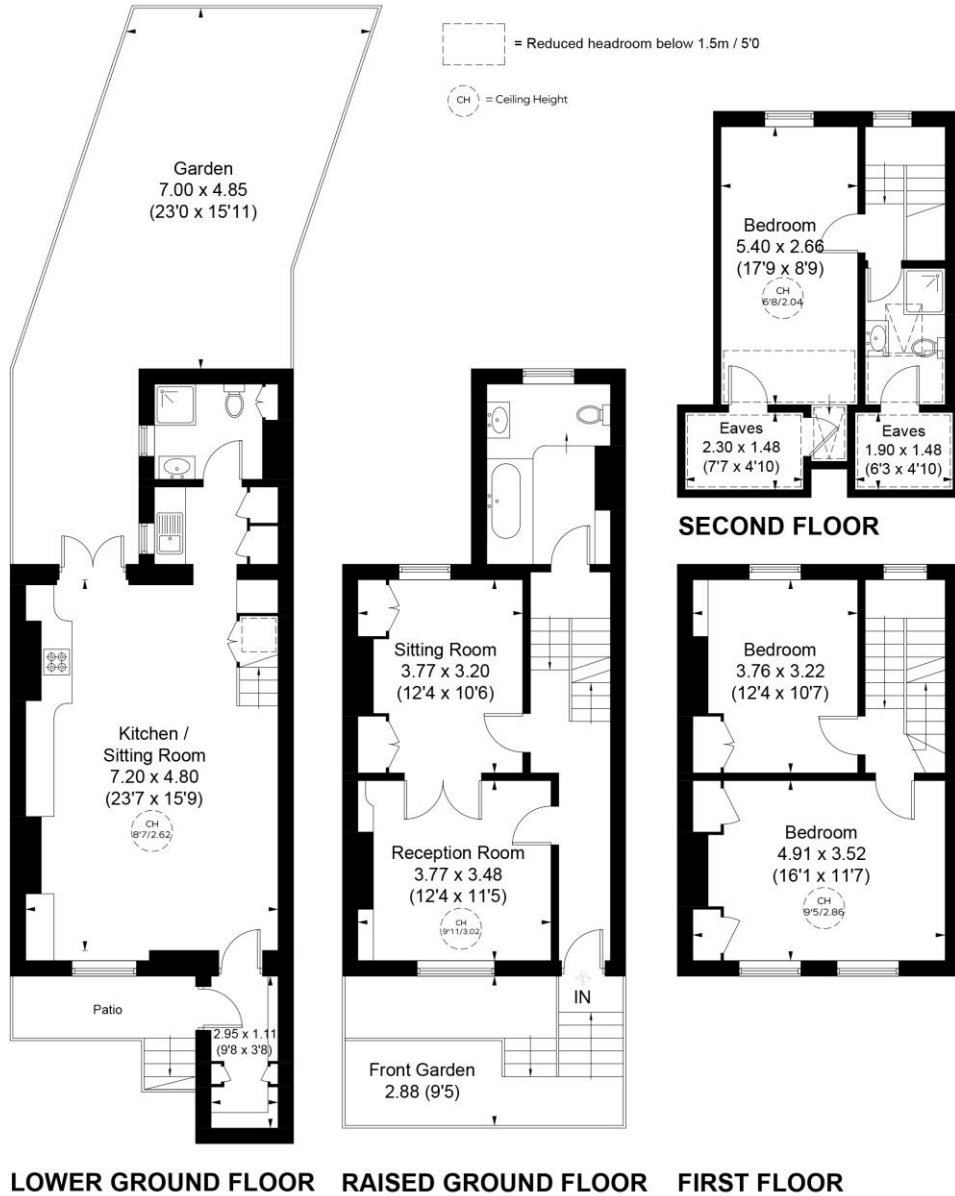 = Reduced headroom below 1.5m / 5'0
CH = Ceiling Height
Garden
7.00 x 4.85
(23'0 x 15'11)
Bedroom
5.40 x 2.66
(17'9 x 8'9)
CH
6'8/2.04
Eaves
2.30 x 1.48
(7'7 x 4'10)
Eaves
1.90 x 1.48
(6'3 x 4'10)
SECOND FLOOR
Kitchen /
Sitting Room
7.20 x 4.80
(23'7 x 15'9)
CH
8'7/2.62
Patio
2.95 x 1.11
(9'8 x 3'8)
LOWER GROUND FLOOR
Sitting Room
3.77 x 3.20
(12'4 x 10'6)
Reception Room
3.77 x 3.48
(12'4 x 11'5)
CH
9'11/3.02
IN
Front Garden
2.88 (9'5)
RAISED GROUND FLOOR
Bedroom
3.76 x 3.22
(12'4 x 10'7)
Bedroom
4.91 x 3.52
(16'1 x 11'7)
CH
9'5/2.86
FIRST FLOOR